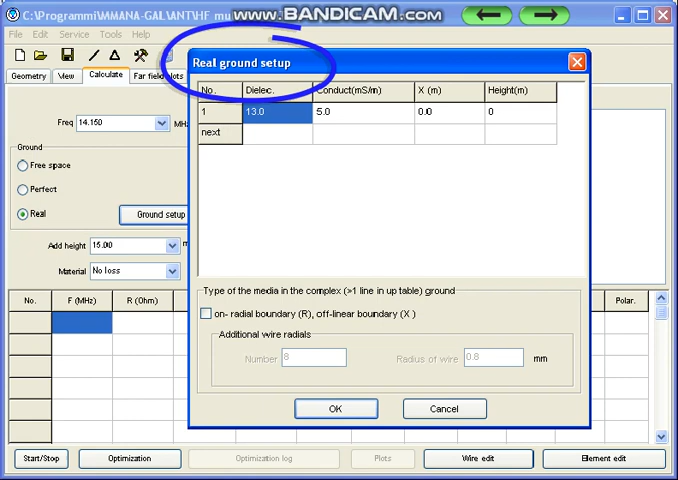 C:\Programmi\MMANA-GAL\ANT\HF mu
www.BANDICAM.com
File Edit Service Tools Setup Help
Real ground setup
Geometry View Calculate Far field plots
No. Dielec. Conduct(mS/m) X (m) Height(m)
1 13.0 5.0 0.0 0
next
Freq 14.150 MHz
Ground
Free space
Perfect
Real Ground setup
Add height 15.00 m
Material No loss
Type of the media in the complex (>1 line in up table) ground
on- radial boundary (R), off-linear boundary (X )
Additional wire radials
Number 8 Radius of wire 0.8 mm
OK Cancel
No. F (MHz) R (Ohm) Polar.
Start/Stop Optimization Optimization log Plots Wire edit Element edit